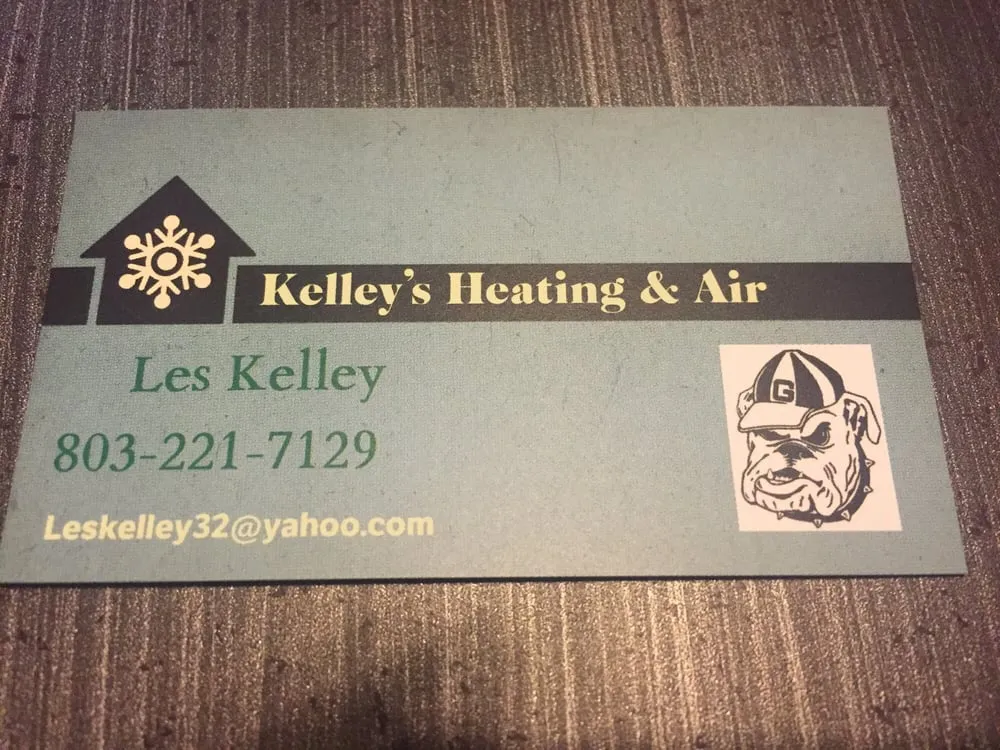 Kelley's Heating & Air
Les Kelley
803-221-7129
Leskelley32@yahoo.com
G